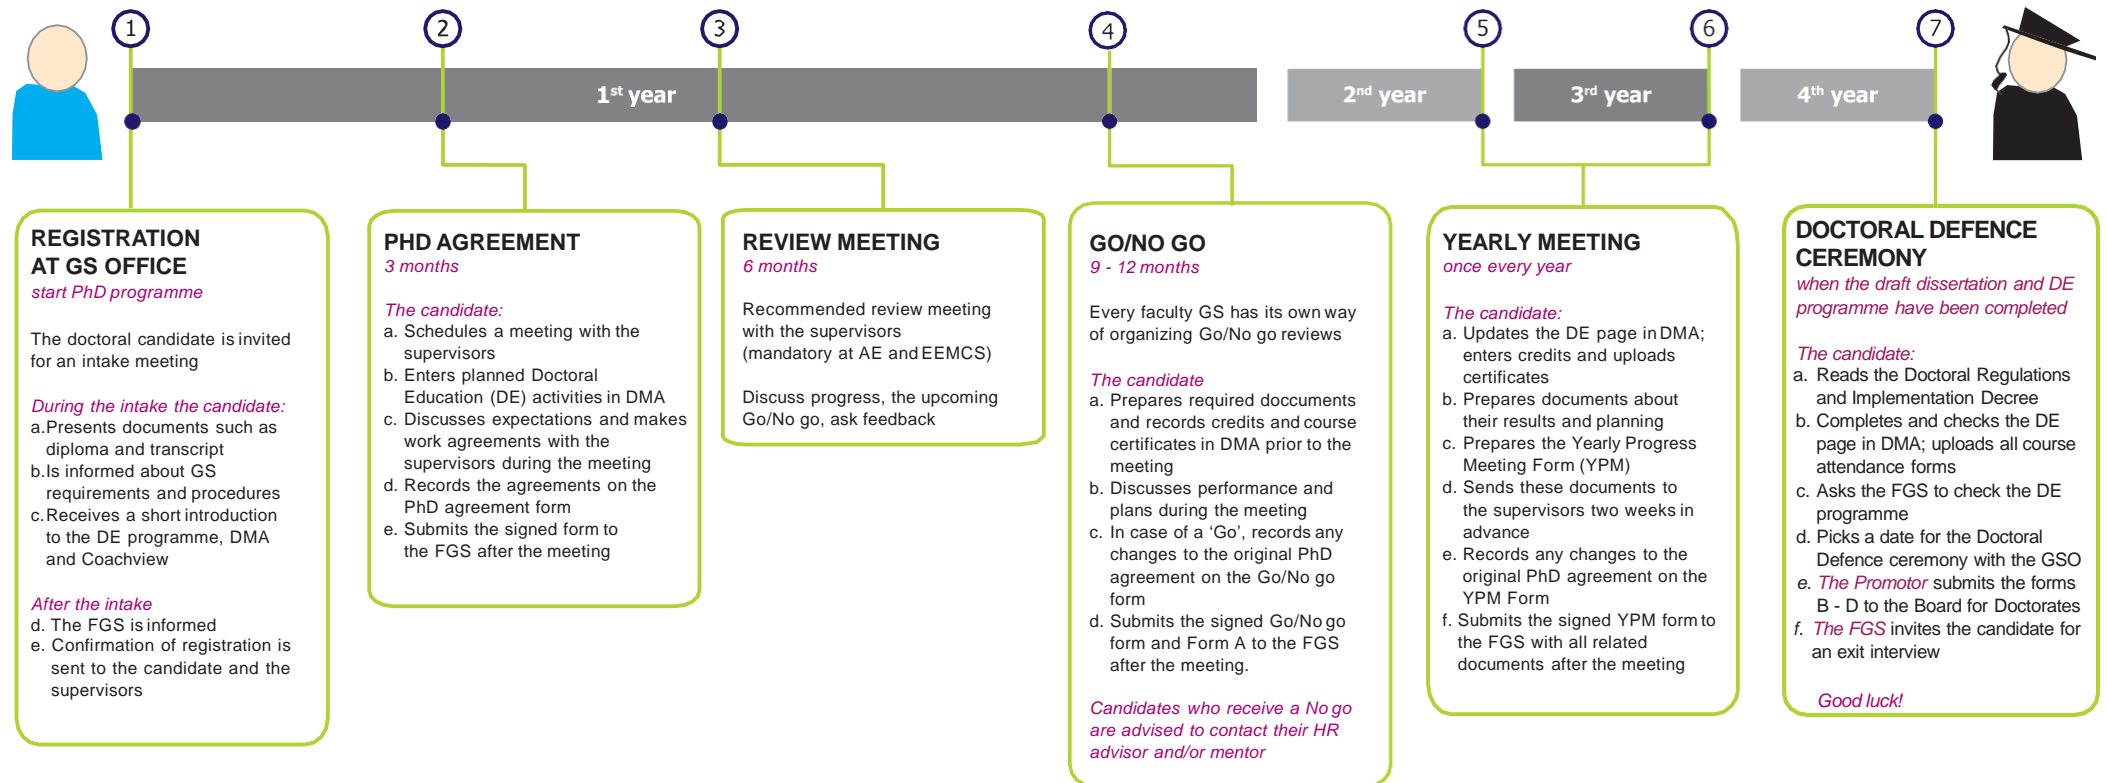 1
2
3
4
5
6
7
1st year
2nd year
3rd year
4th year
REGISTRATION
AT GS OFFICE
start PhD programme
The doctoral candidate is invited
for an intake meeting
During the intake the candidate:
a. Presents documents such as
diploma and transcript
b. Is informed about GS
requirements and procedures
c. Receives a short introduction
to the DE programme, DMA
and Coachview
After the intake
d. The FGS is informed
e. Confirmation of registration is
sent to the candidate and the
supervisors
PHD AGREEMENT
3 months
The candidate:
a. Schedules a meeting with the
supervisors
b. Enters planned Doctoral
Education (DE) activities in DMA
c. Discusses expectations and makes
work agreements with the
supervisors during the meeting
d. Records the agreements on the
PhD agreement form
e. Submits the signed form to
the FGS after the meeting
REVIEW MEETING
6 months
Recommended review meeting
with the supervisors
(mandatory at AE and EEMCS)
Discuss progress, the upcoming
Go/No go, ask feedback
GO/NO GO
9 - 12 months
Every faculty GS has its own way
of organizing Go/No go reviews
The candidate
a. Prepares required doccuments
and records credits and course
certificates in DMA prior to the
meeting
b. Discusses performance and
plans during the meeting
c. In case of a ‘Go’, records any
changes to the original PhD
agreement on the Go/No go
form
d. Submits the signed Go/No go
form and Form A to the FGS
after the meeting.
Candidates who receive a No go
are advised to contact their HR
advisor and/or mentor
YEARLY MEETING
once every year
The candidate:
a. Updates the DE page in DMA;
enters credits and uploads
certificates
b. Prepares documents about
their results and planning
c. Prepares the Yearly Progress
Meeting Form (YPM)
d. Sends these documents to
the supervisors two weeks in
advance
e. Records any changes to the
original PhD agreement on the
YPM Form
f. Submits the signed YPM form to
the FGS with all related
documents after the meeting
DOCTORAL DEFENCE
CEREMONY
when the draft dissertation and DE
programme have been completed
The candidate:
a. Reads the Doctoral Regulations
and Implementation Decree
b. Completes and checks the DE
page in DMA; uploads all course
attendance forms
c. Asks the FGS to check the DE
programme
d. Picks a date for the Doctoral
Defence ceremony with the GSO
e. The Promotor submits the forms
B - D to the Board for Doctorates
f. The FGS invites the candidate for
an exit interview
Good luck!